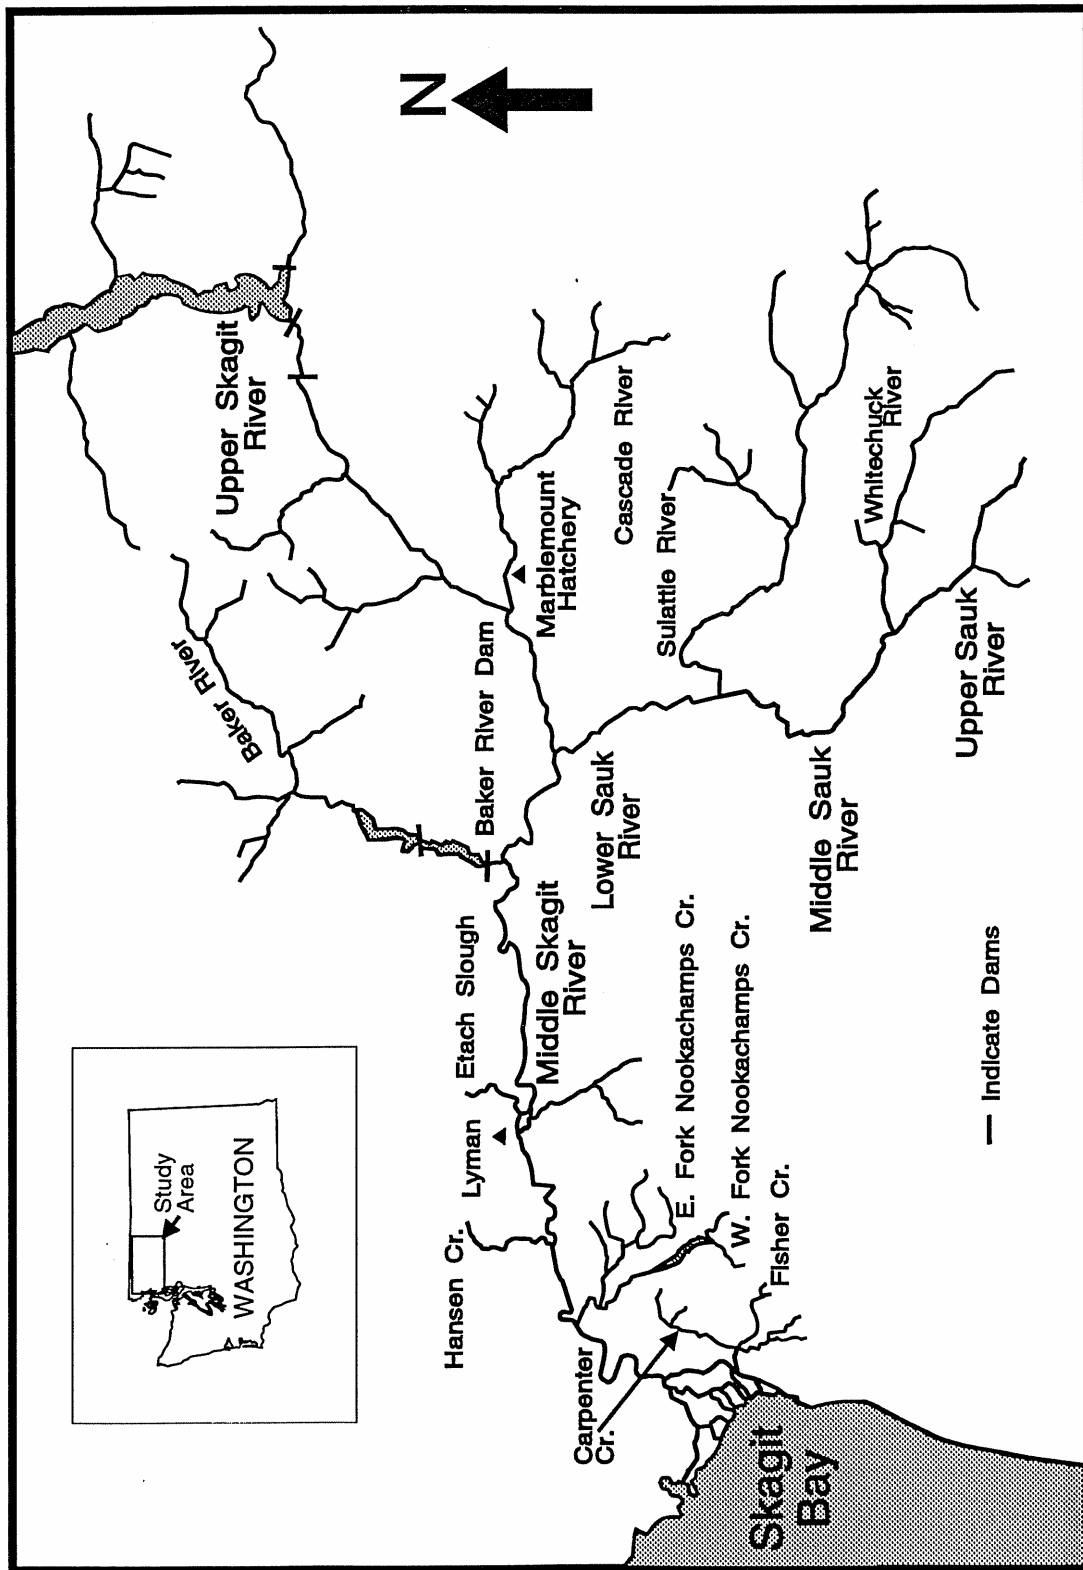 N
Upper Skagit
River
Baker River
Baker River Dam
Marblemount
Hatchery
Cascade River
Sulattle River
Whitechuck
River
Upper Sauk
River
Middle Sauk
River
Lower Sauk
River
Middle Skagit
River
Etach Slough
Lyman
Hansen Cr.
E. Fork Nookachamps Cr.
W. Fork Nookachamps Cr.
Fisher Cr.
Carpenter
Cr.
Skagit
Bay
— Indicate Dams
Study
Area
WASHINGTON